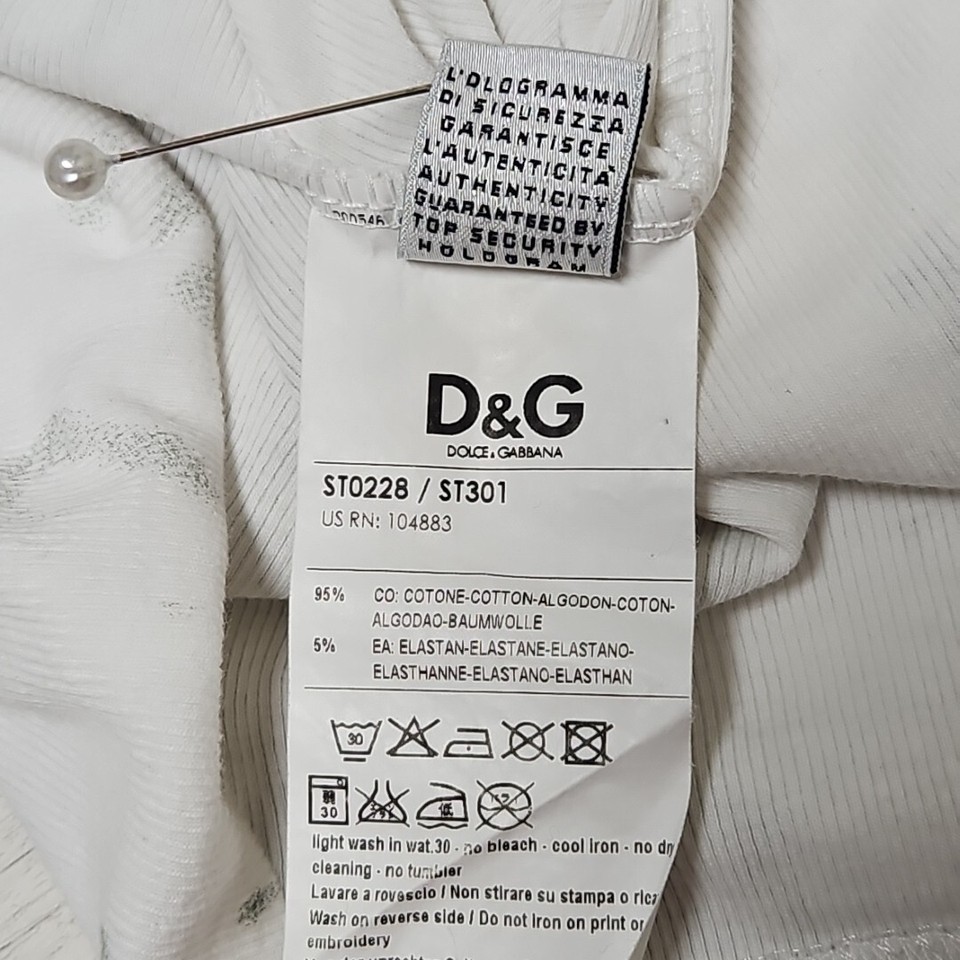 L'OLOGRAMMA
DI SICUREZZA
GARANTISCE
L'AUTENTICITÀ
AUTHENTICITY
GUARANTEED BY
TOP SECURITY
HOLOGRAM
D&G
DOLCE & GABBANA
ST0228 / ST301
US RN: 104883
95% CO: COTONE-COTTON-ALGODON-COTON-
ALGODAO-BAUMWOLLE
5% EA: ELASTAN-ELASTANE-ELASTANO-
ELASTHANNE-ELASTANO-ELASTHAN
30
30 低
light wash in wat.30 - no bleach - cool iron - no dry
cleaning - no tumbler
Lavare a rovescio / Non stirare su stampa o rica
Wash on reverse side / Do not iron on print or
embroidery